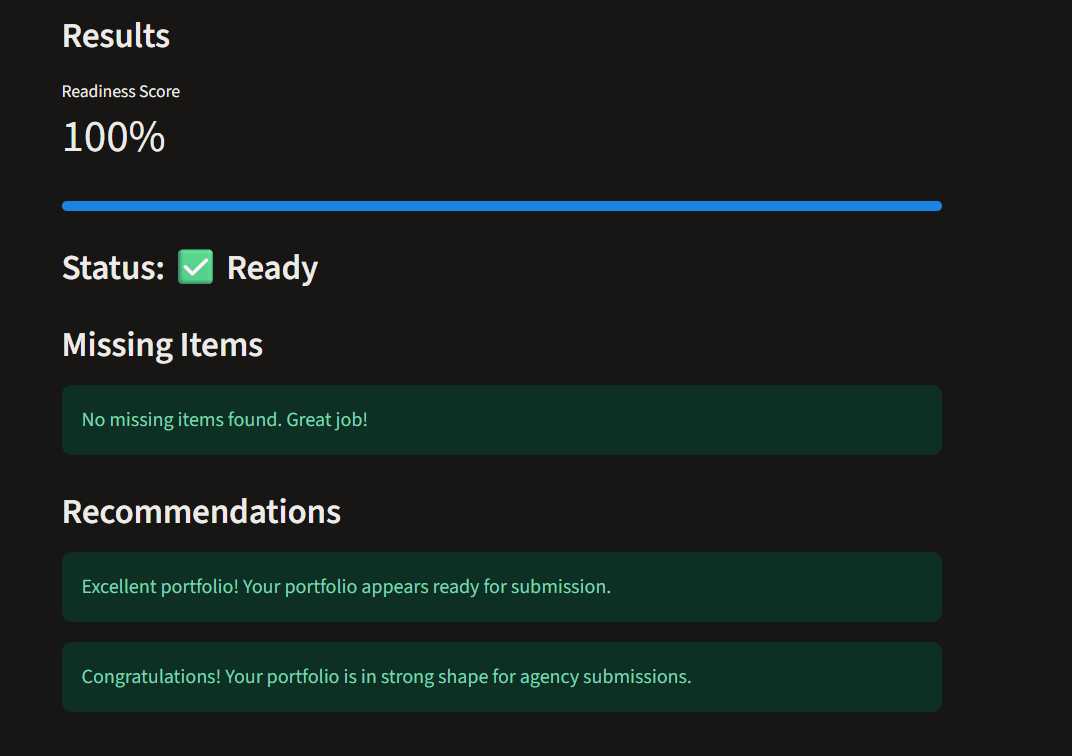 Results
Readiness Score
100%
Status: ✅ Ready
Missing Items
No missing items found. Great job!
Recommendations
Excellent portfolio! Your portfolio appears ready for submission.
Congratulations! Your portfolio is in strong shape for agency submissions.